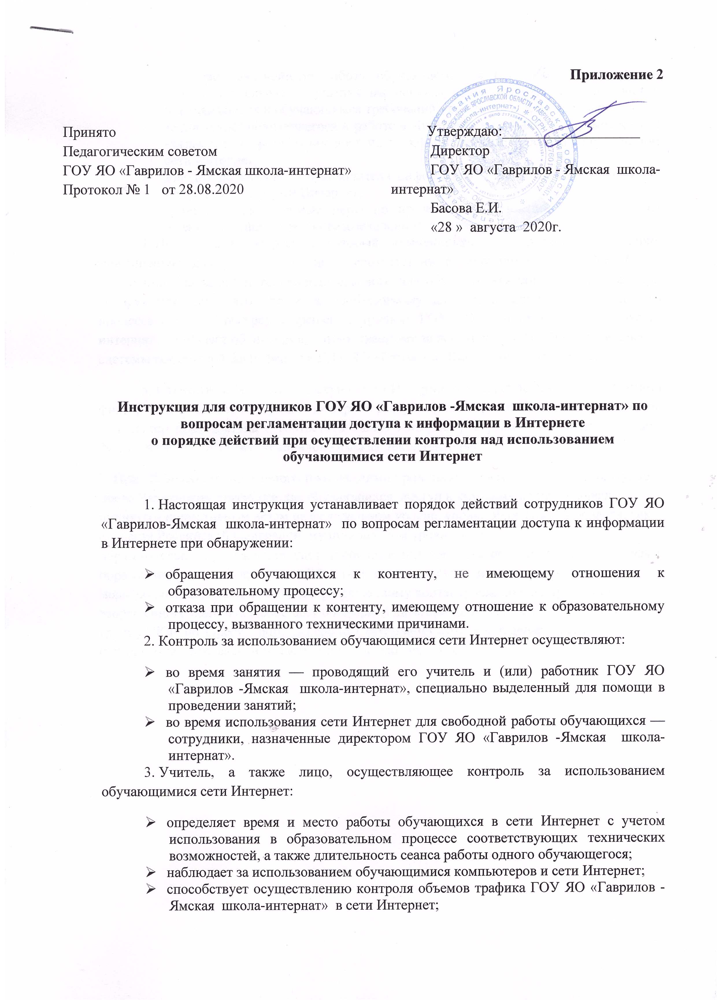 Приложение 2
Принято
Педагогическим советом
ГОУ ЯО «Гаврилов - Ямская школа-интернат»
Протокол № 1 от 28.08.2020
Утверждаю:___________________
Директор
ГОУ ЯО «Гаврилов - Ямская школа-
интернат»
Басова Е.И.
«28 » августа 2020г.
Инструкция для сотрудников ГОУ ЯО «Гаврилов -Ямская школа-интернат» по
вопросам регламентации доступа к информации в Интернете
о порядке действий при осуществлении контроля над использованием
обучающимися сети Интернет
1. Настоящая инструкция устанавливает порядок действий сотрудников ГОУ ЯО
«Гаврилов-Ямская школа-интернат» по вопросам регламентации доступа к информации
в Интернете при обнаружении:
➢ обращения обучающихся к контенту, не имеющему отношения к
образовательному процессу;
➢ отказа при обращении к контенту, имеющему отношение к образовательному
процессу, вызванного техническими причинами.
2. Контроль за использованием обучающимися сети Интернет осуществляют:
➢ во время занятия — проводящий его учитель и (или) работник ГОУ ЯО
«Гаврилов -Ямская школа-интернат», специально выделенный для помощи в
проведении занятий;
➢ во время использования сети Интернет для свободной работы обучающихся —
сотрудники, назначенные директором ГОУ ЯО «Гаврилов -Ямская школа-
интернат».
3. Учитель, а также лицо, осуществляющее контроль за использованием
обучающимися сети Интернет:
➢ определяет время и место работы обучающихся в сети Интернет с учетом
использования в образовательном процессе соответствующих технических
возможностей, а также длительность сеанса работы одного обучающегося;
➢ наблюдает за использованием обучающимися компьютеров и сети Интернет;
➢ способствует осуществлению контроля объемов трафика ГОУ ЯО «Гаврилов -
Ямская школа-интернат» в сети Интернет;